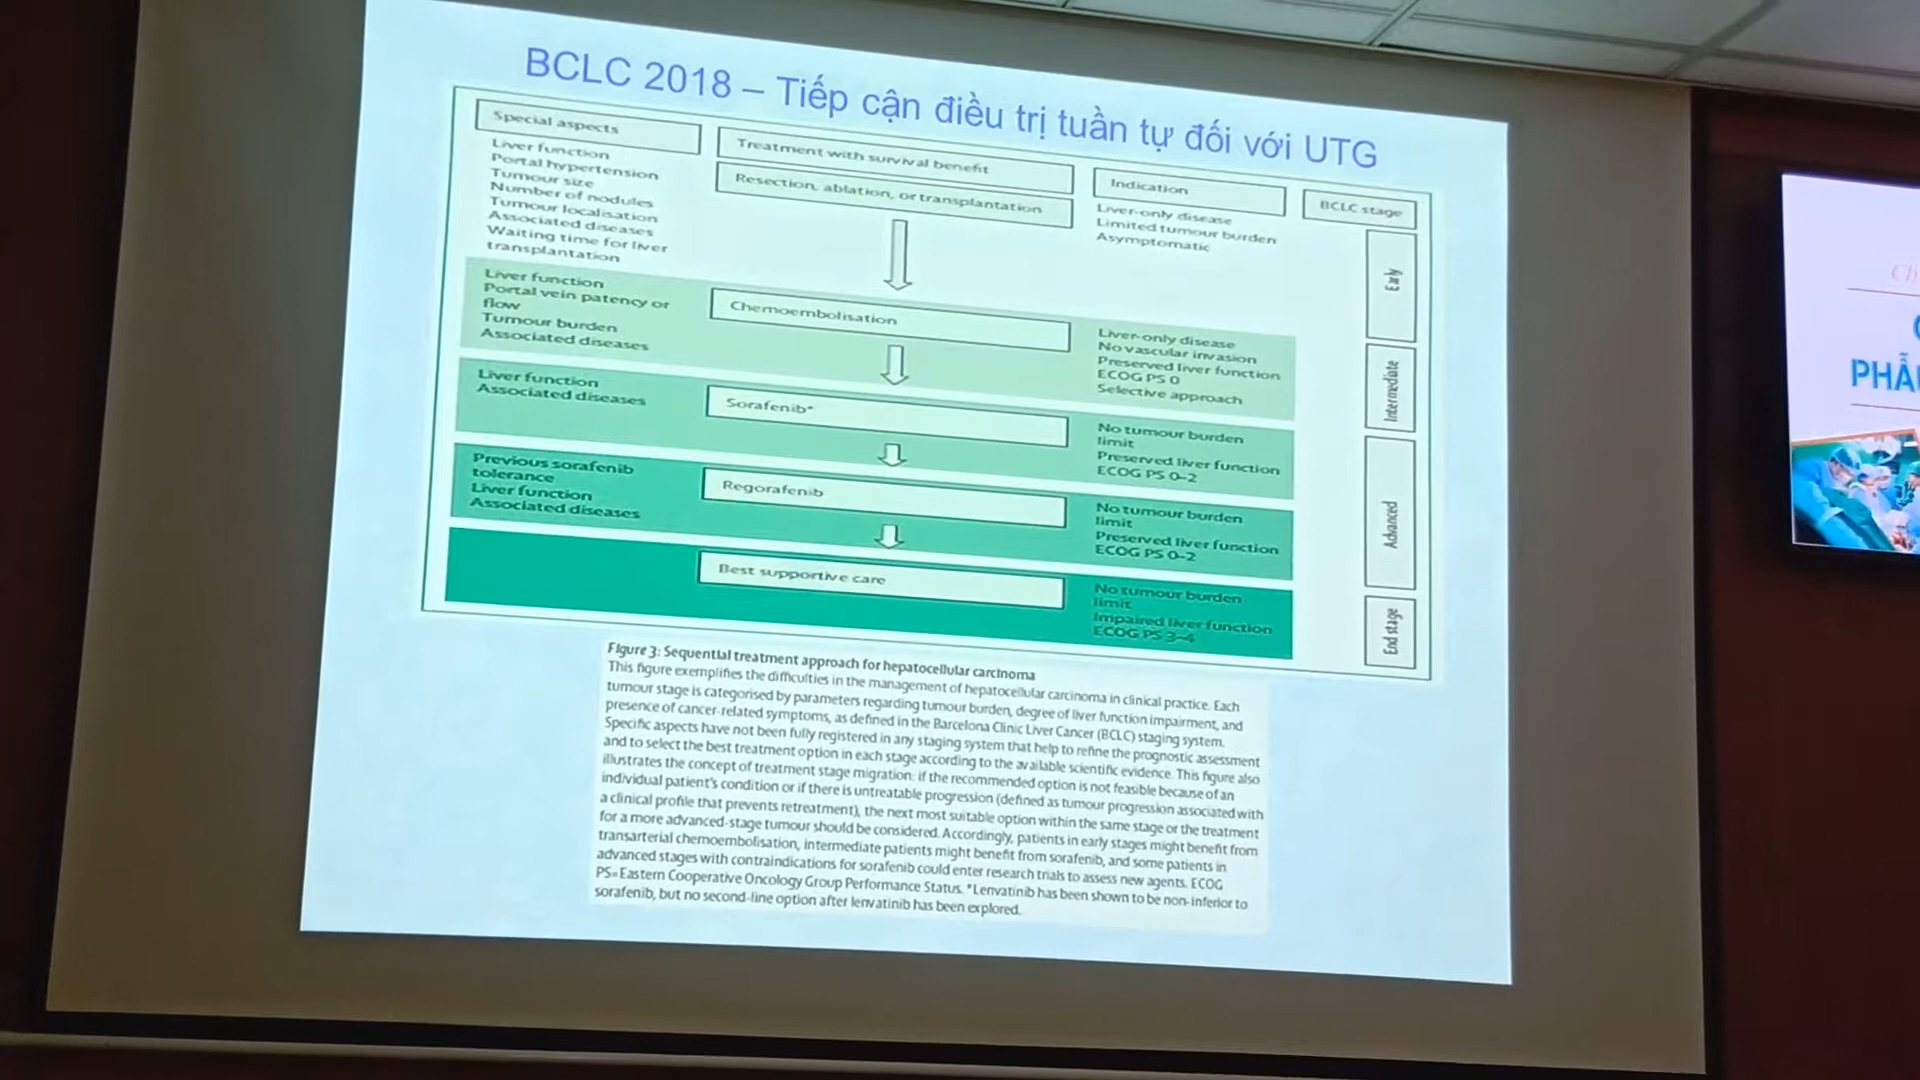 BCLC 2018 – Tiếp cận điều trị tuần tự đối với UTG
Special aspects
Treatment with survival benefit
Indication
BCLC stage
Liver function
Portal hypertension
Tumour size
Number of nodules
Tumour localisation
Associated diseases
Waiting time for liver
transplantation
Resection, ablation, or transplantation
Liver-only disease
Limited tumour burden
Asymptomatic
Early
Liver function
Portal vein patency or
flow
Tumour burden
Associated diseases
Chemoembolisation
Liver-only disease
No vascular invasion
Preserved liver function
ECOG PS 0
Selective approach
Intermediate
Liver function
Associated diseases
Sorafenib*
No tumour burden
limit
Preserved liver function
ECOG PS 0–2
Advanced
Previous sorafenib
tolerance
Liver function
Associated diseases
Regorafenib
No tumour burden
limit
Preserved liver function
ECOG PS 0–2
Best supportive care
No tumour burden
limit
Impaired liver function
ECOG PS 3–4
End stage
Figure 3: Sequential treatment approach for hepatocellular carcinoma
This figure exemplifies the difficulties in the management of hepatocellular carcinoma in clinical practice. Each
tumour stage is categorised by parameters regarding tumour burden, degree of liver function impairment, and
presence of cancer-related symptoms, as defined in the Barcelona Clinic Liver Cancer (BCLC) staging system.
Specific aspects have not been fully registered in any staging system that help to refine the prognostic assessment
and to select the best treatment option in each stage according to the available scientific evidence. This figure also
illustrates the concept of treatment stage migration: if the recommended option is not feasible because of an
individual patient's condition or if there is untreatable progression (defined as tumour progression associated with
a clinical profile that prevents retreatment), the next most suitable option within the same stage or the treatment
for a more advanced-stage tumour should be considered. Accordingly, patients in early stages might benefit from
transarterial chemoembolisation, intermediate patients might benefit from sorafenib, and some patients in
advanced stages with contraindications for sorafenib could enter research trials to assess new agents. ECOG
PS=Eastern Cooperative Oncology Group Performance Status. *Lenvatinib has been shown to be non-inferior to
sorafenib, but no second-line option after lenvatinib has been explored.